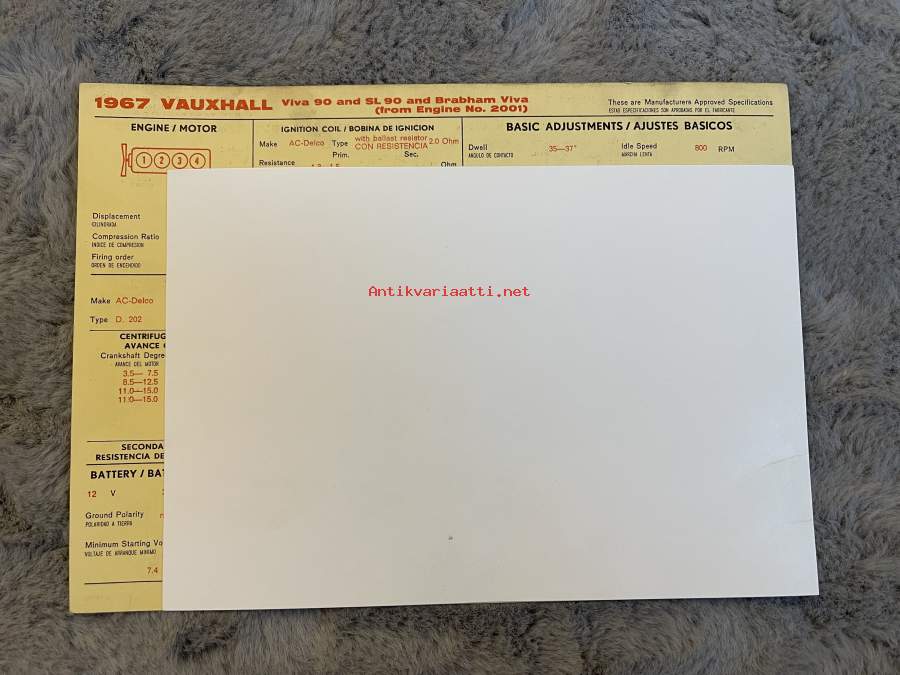 1967 VAUXHALL Viva 90 and SL 90 and Brabham Viva
(from Engine No. 2001)
These are Manufacturers Approved Specifications
ESTAS ESPECIFICACIONES SON APROBADAS POR EL FABRICANTE
ENGINE / MOTOR
1 2 3 4
Displacement
CILINDRADA
Compression Ratio
INDICE DE COMPRESION
Firing order
ORDEN DE ENCENDIDO
Make AC-Delco
Type D. 202
CENTRIFUG
AVANCE
Crankshaft Degre
AVANCE DEL MOTOR
3.5— 7.5
8.5—12.5
11.0—15.0
11.0—15.0
SECONDA
RESISTENCIA DE
BATTERY / BAT
12 V
Ground Polarity
POLARIDAD A TIERRA
Minimum Starting Vo
VOLTAJE DE ARRANQUE MINIMO
7.4
IGNITION COIL / BOBINA DE IGNICION
Make AC-Delco Type with ballast resistor
CON RESISTENCIA 2.0 Ohm
Prim. Sec.
Resistance Ohm
BASIC ADJUSTMENTS / AJUSTES BASICOS
Dwell 35—37° Idle Speed 800 RPM
ANGULO DE CONTACTO MARCHA LENTA
Antikvariaatti.net